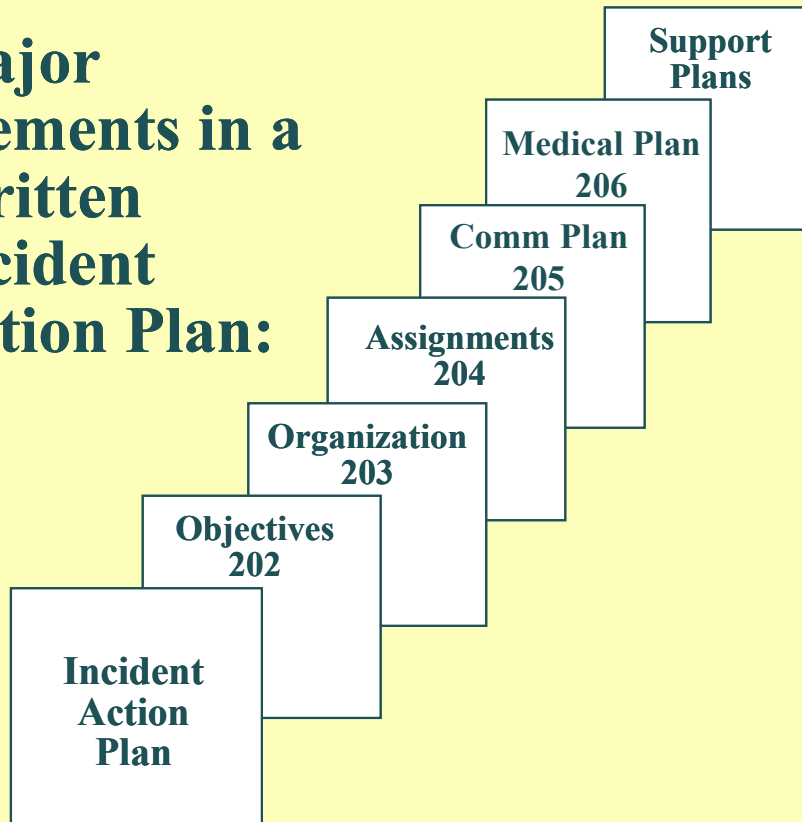 ajor
ements in a
ritten
cident
tion Plan:
Support
Plans
Medical Plan
206
Comm Plan
205
Assignments
204
Organization
203
Objectives
202
Incident
Action
Plan